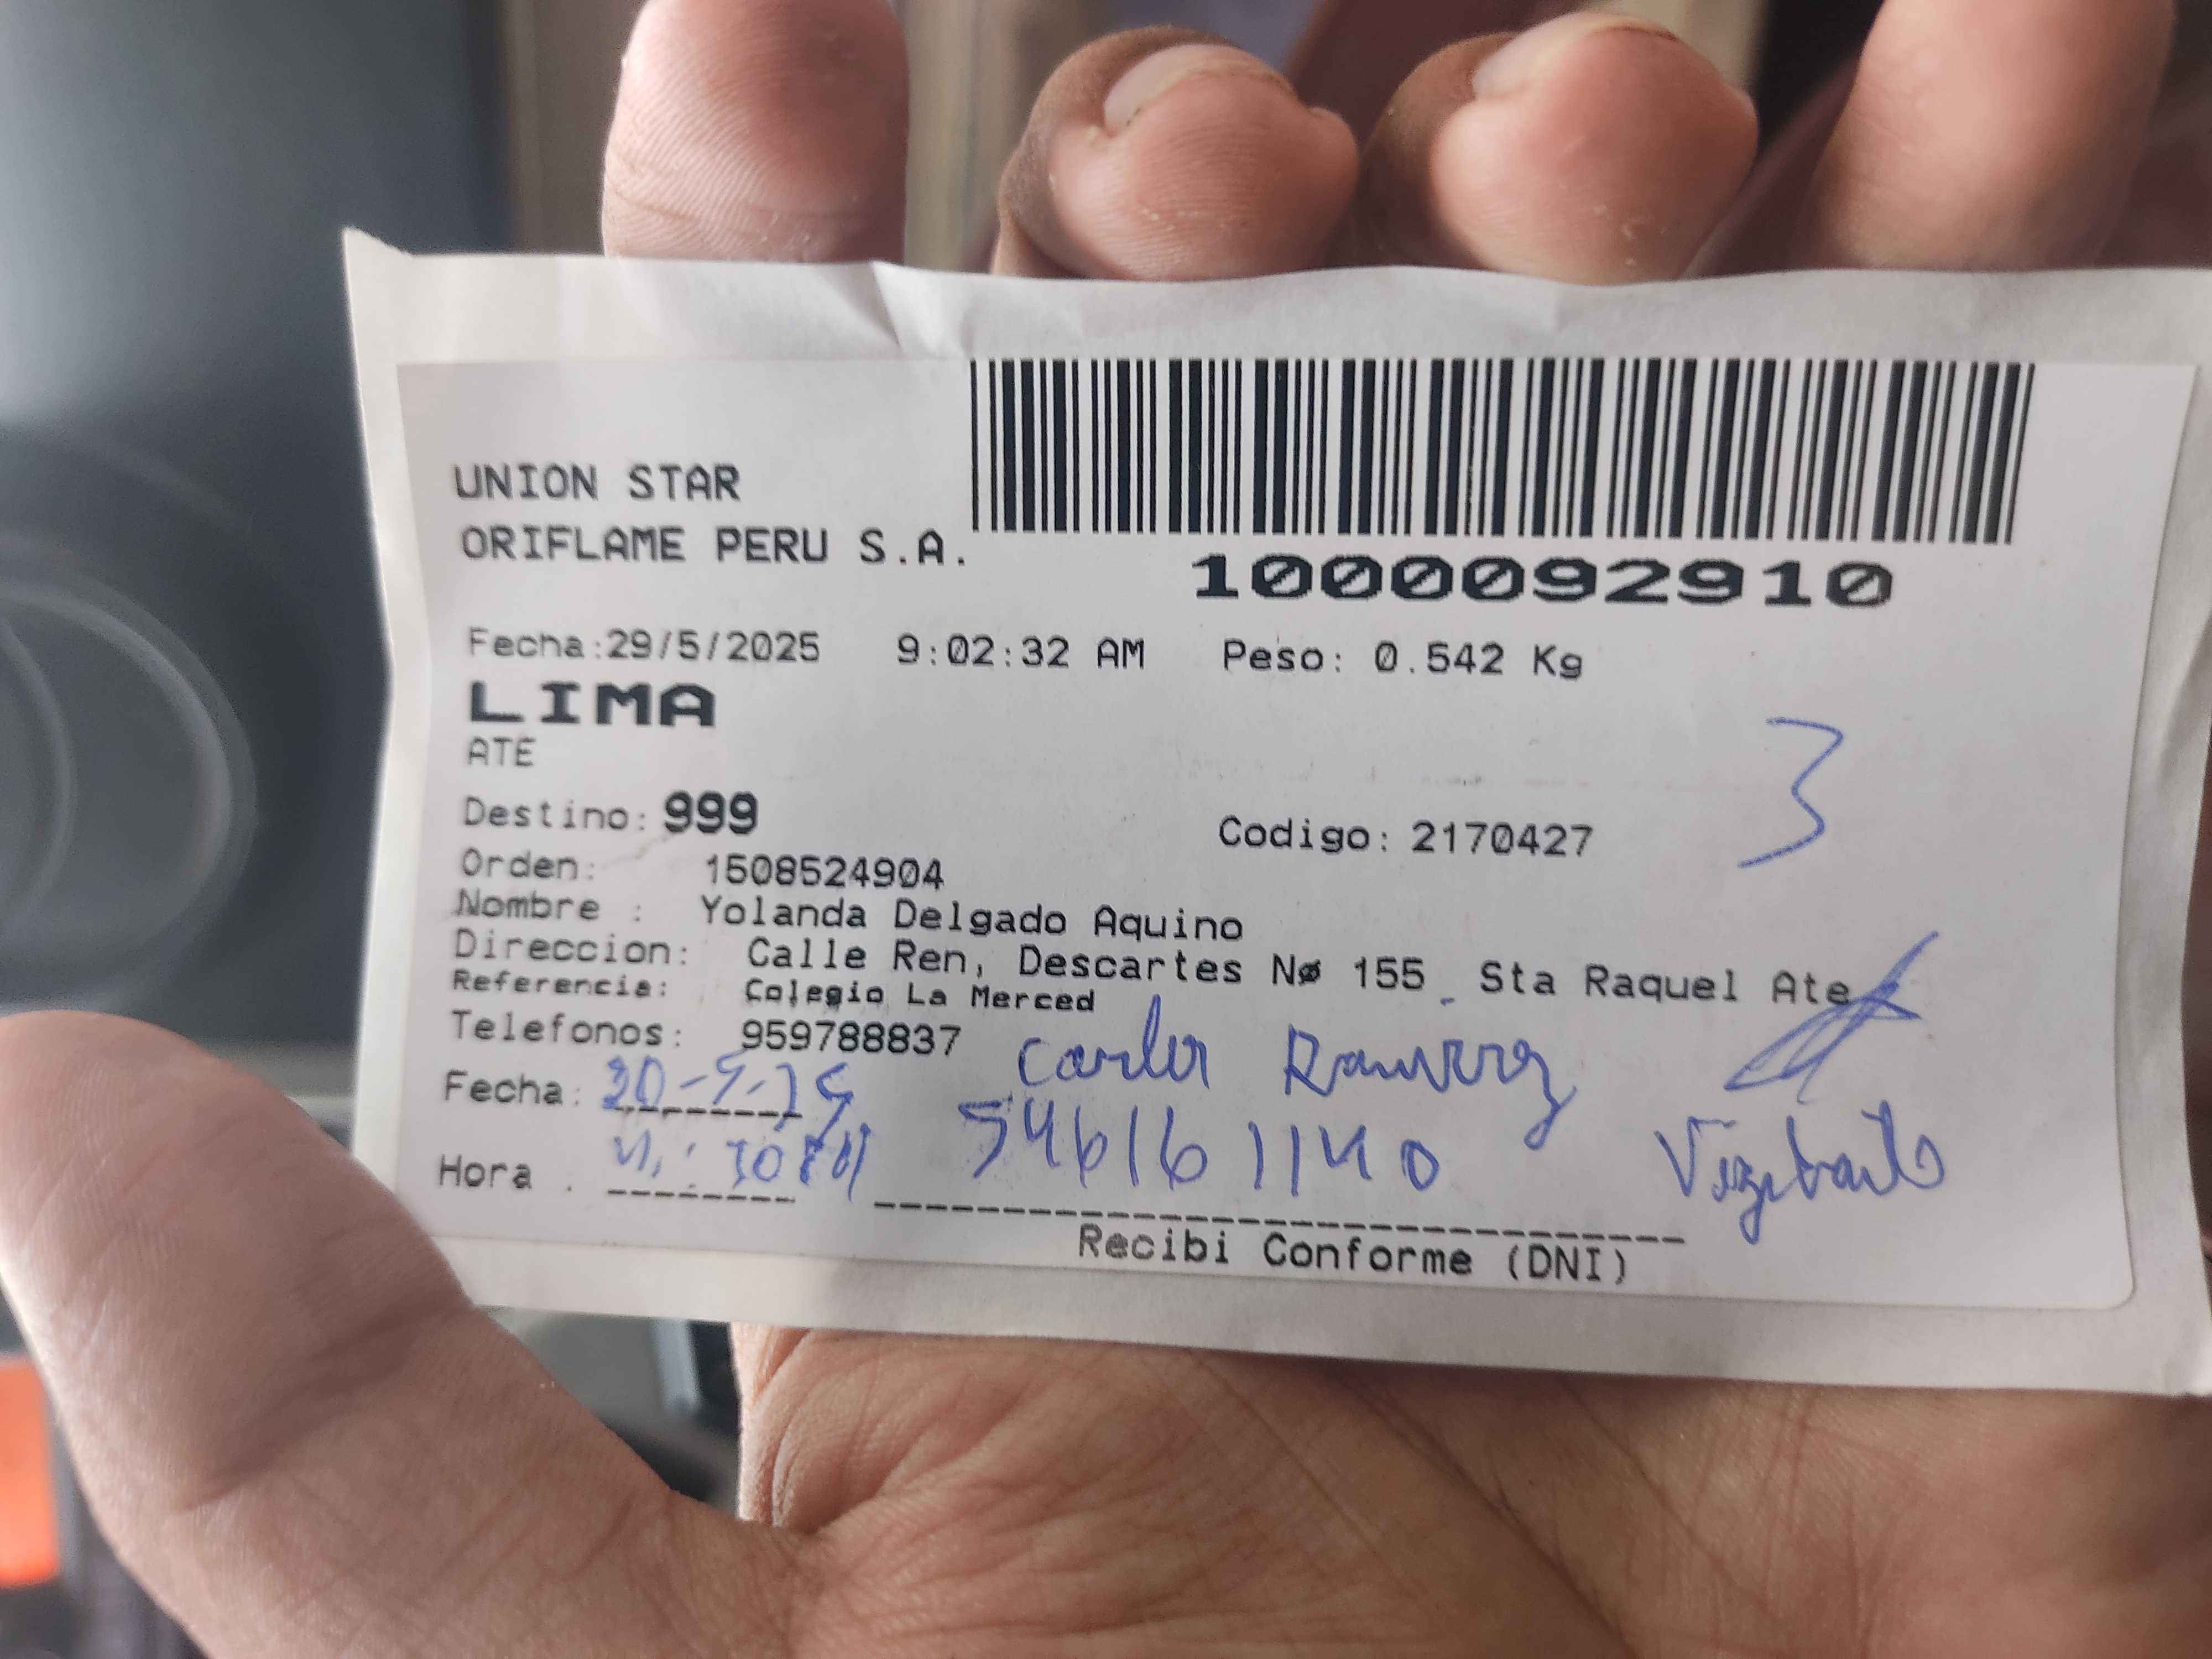 UNION STAR
ORIFLAME PERU S.A.
1000092910
Fecha:29/5/2025 9:02:32 AM Peso: 0.542 Kg
LIMA
ATE
3
Destino: 999
Codigo: 2170427
Orden: 1508524904
Nombre : Yolanda Delgado Aquino
Direccion: Calle Ren, Descartes Nø 155 Sta Raquel Ate
Referencia: Colegio La Merced
Telefonos: 959788837
Carlos Ramirez
Fecha:
Hora
Recibi Conforme (DNI)